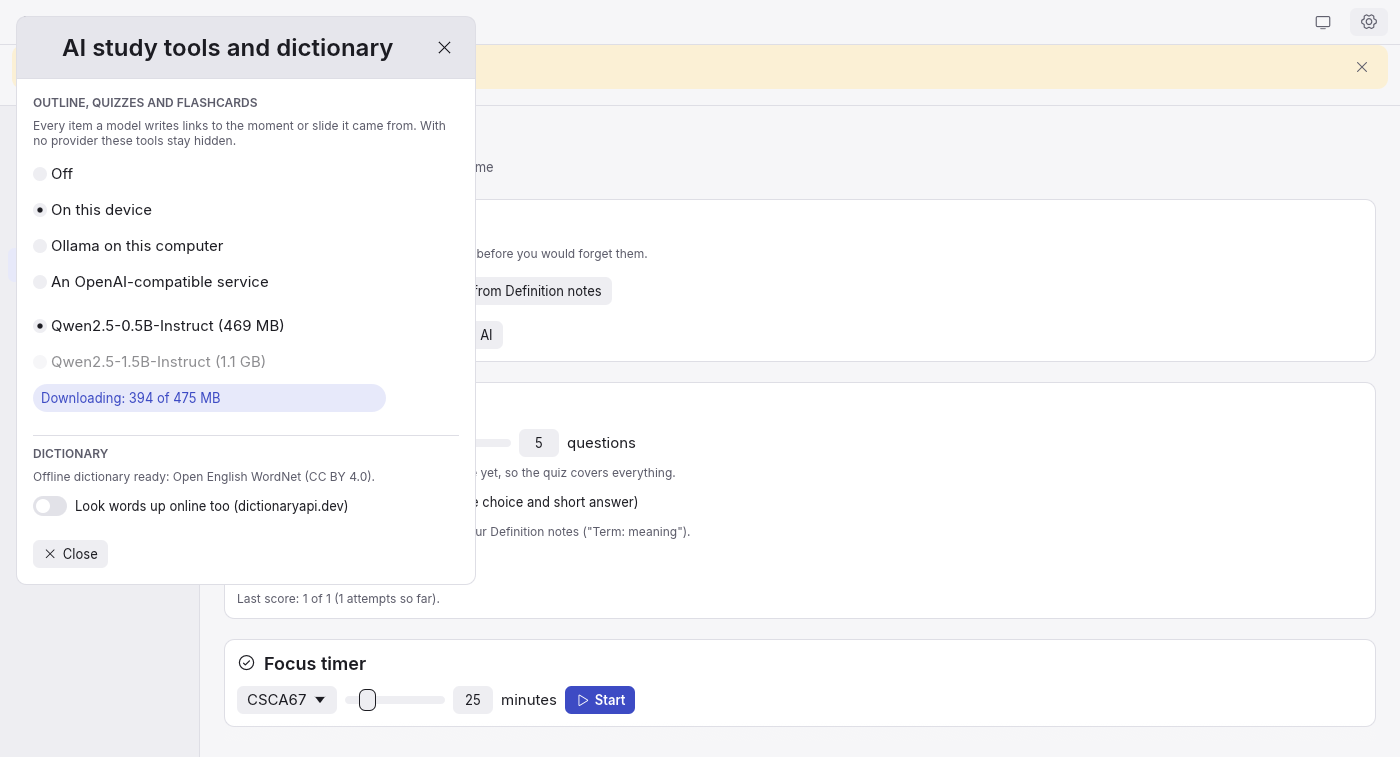 AI study tools and dictionary
OUTLINE, QUIZZES AND FLASHCARDS
Every item a model writes links to the moment or slide it came from. With
no provider these tools stay hidden.
Off
On this device
Ollama on this computer
An OpenAI-compatible service
Qwen2.5-0.5B-Instruct (469 MB)
Qwen2.5-1.5B-Instruct (1.1 GB)
Downloading: 394 of 475 MB
DICTIONARY
Offline dictionary ready: Open English WordNet (CC BY 4.0).
Look words up online too (dictionaryapi.dev)
Close
me
before you would forget them.
from Definition notes
AI
5 questions
yet, so the quiz covers everything.
choice and short answer)
ur Definition notes ("Term: meaning").
Last score: 1 of 1 (1 attempts so far).
Focus timer
CSCA67 25 minutes Start